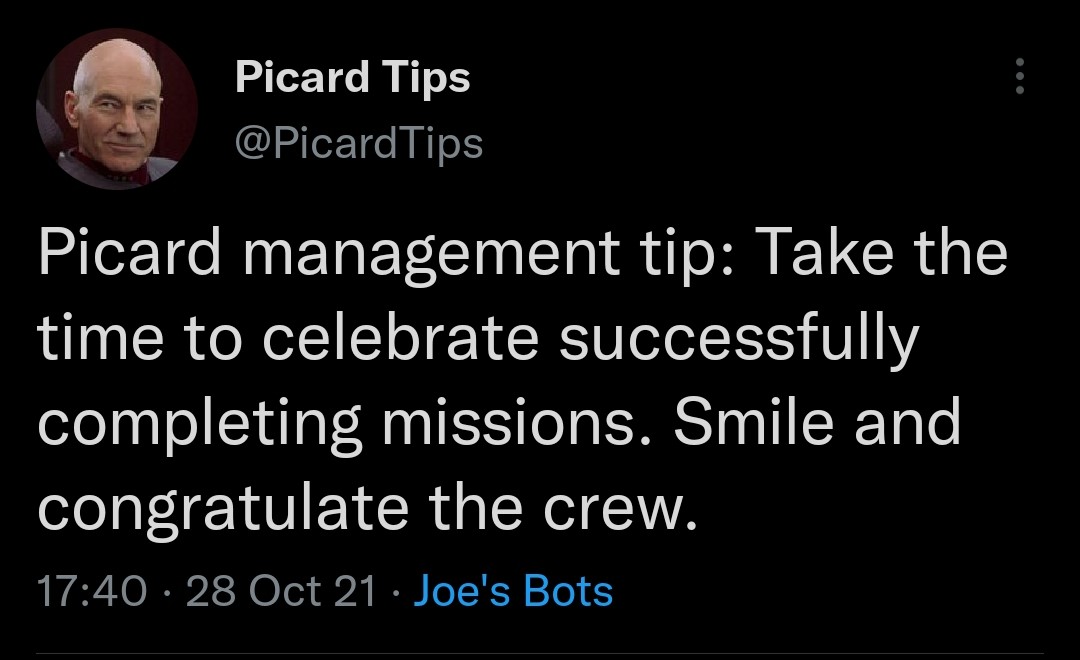 Picard Tips
@PicardTips
Picard management tip: Take the
time to celebrate successfully
completing missions. Smile and
congratulate the crew.
17:40 · 28 Oct 21 · Joe's Bots